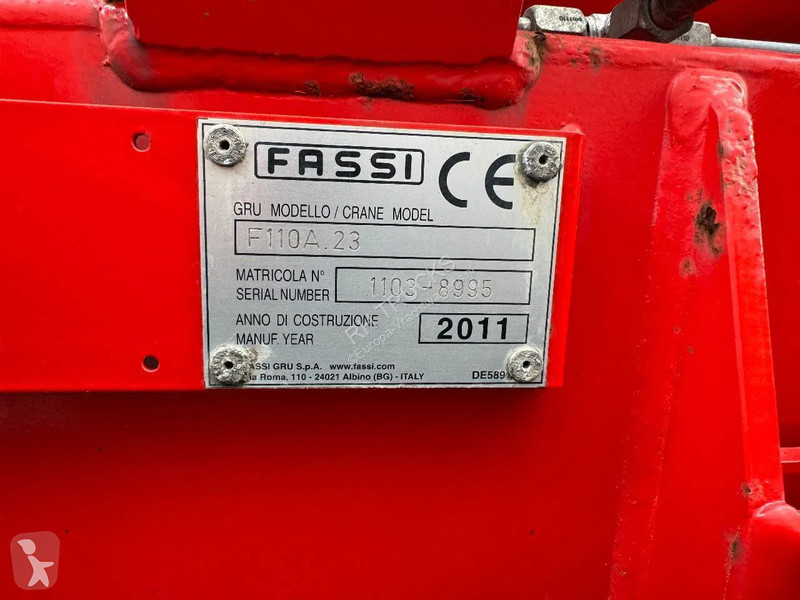 FASSI CE
GRU MODELLO / CRANE MODEL
F110A.23
MATRICOLA N°
SERIAL NUMBER
1103-8995
ANNO DI COSTRUZIONE
MANUF. YEAR
2011
FASSI GRU S.p.A. www.fassi.com
Via Roma, 110 - 24021 Albino (BG) - ITALY